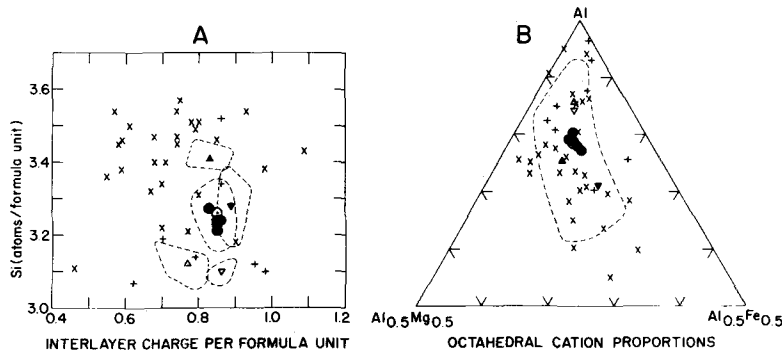 A
B
Al
Si(atoms/formula unit)
3.6
3.4
3.2
3.0
0.4 0.6 0.8 1.0 1.2
INTERLAYER CHARGE PER FORMULA UNIT
Al0.5Mg0.5
Al0.5Fe0.5
OCTAHEDRAL CATION PROPORTIONS